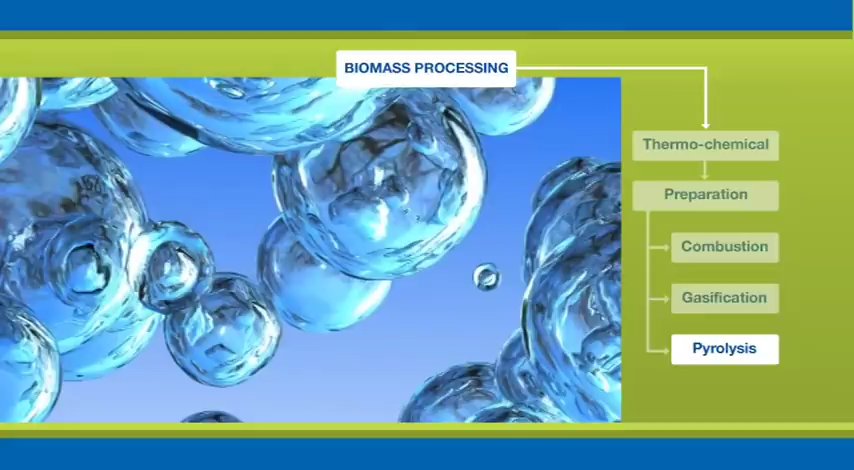 BIOMASS PROCESSING
Thermo-chemical
Preparation
Combustion
Gasification
Pyrolysis